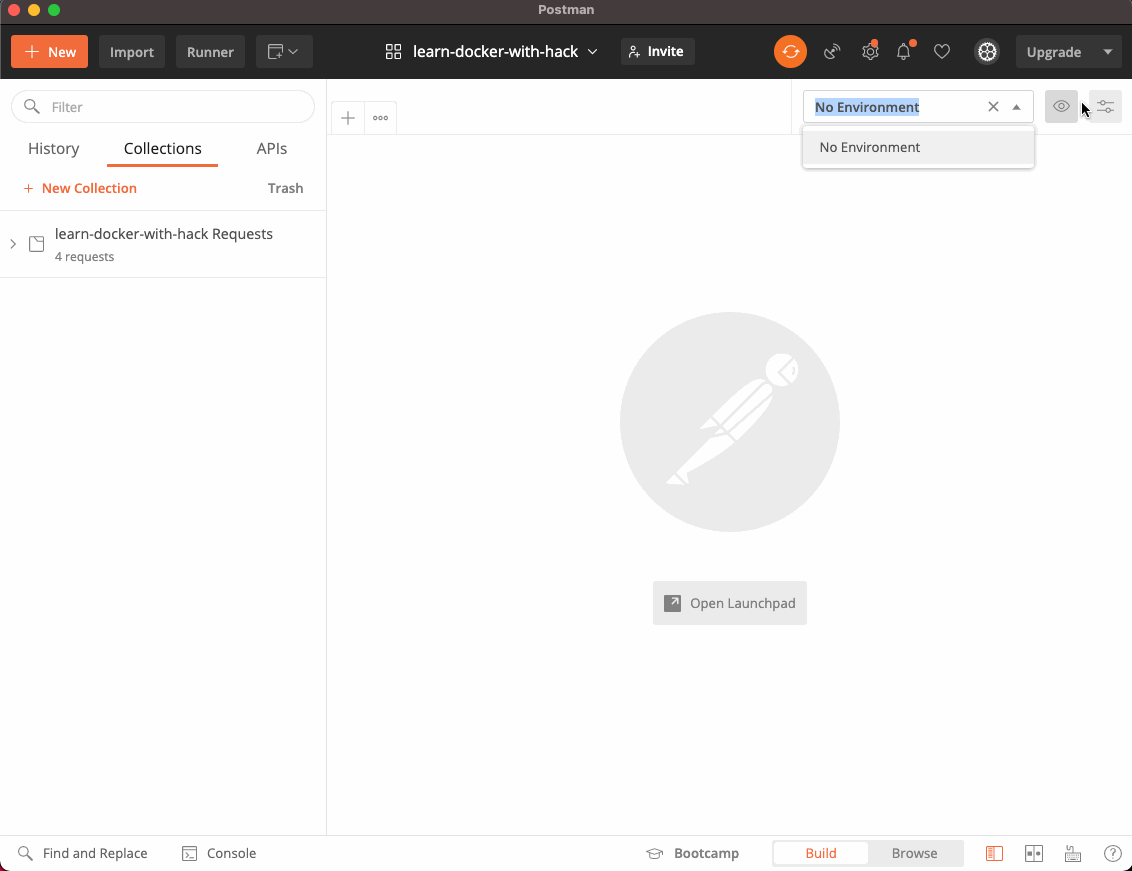 Postman
New
Import
Runner
learn-docker-with-hack
Invite
Upgrade
Filter
No Environment
No Environment
History
Collections
APIs
+ New Collection
Trash
learn-docker-with-hack Requests
4 requests
Open Launchpad
Find and Replace
Console
Bootcamp
Build
Browse